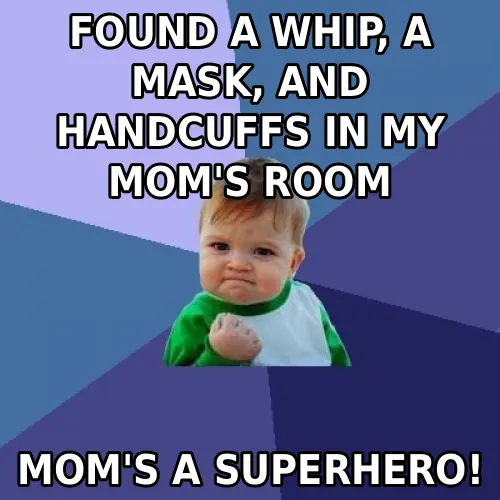 FOUND A WHIP, A
MASK, AND
HANDCUFFS IN MY
MOM'S ROOM
MOM'S A SUPERHERO!